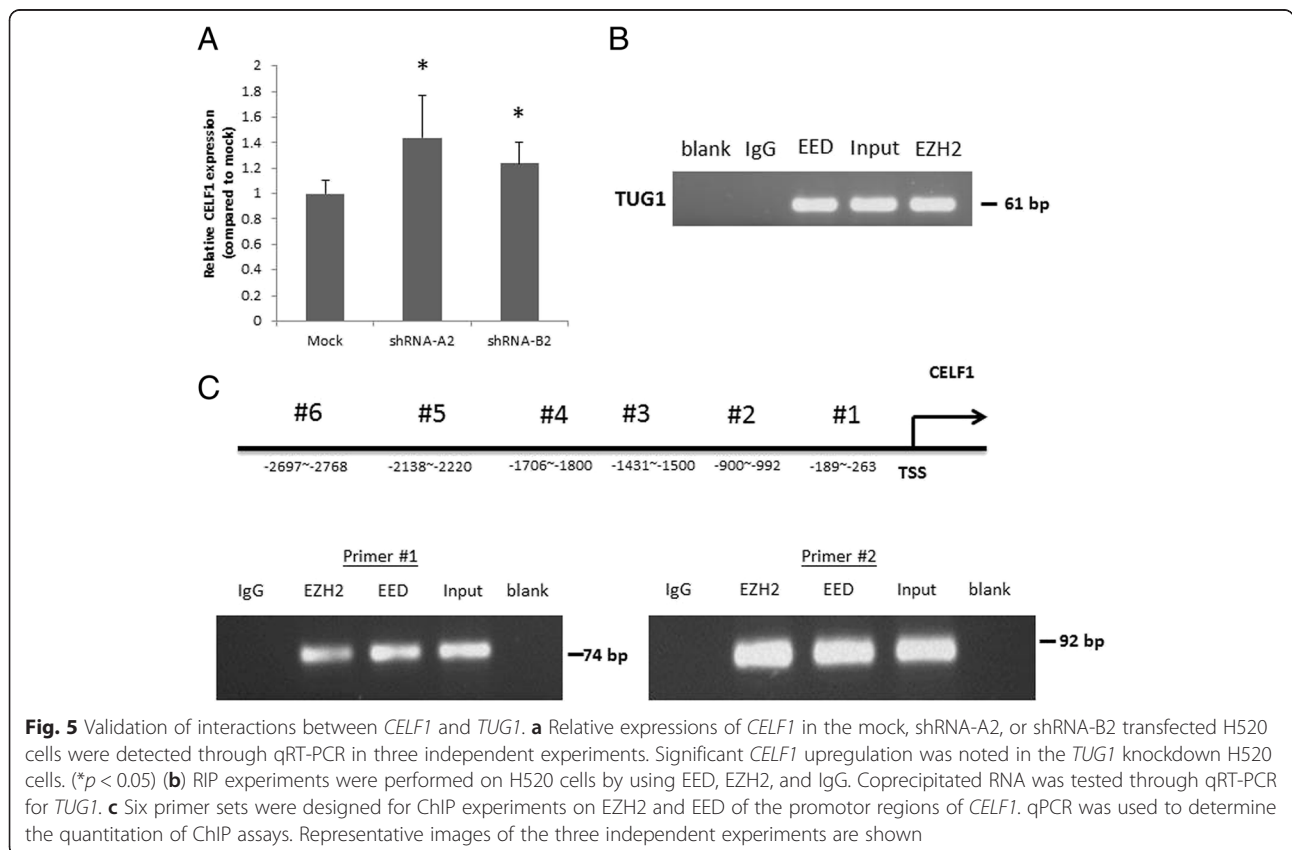 A
Relative CELF1 expression
(compared to mock)
2
1.8
1.6
1.4
1.2
1
0.8
0.6
0.4
0.2
0
*
*
Mock shRNA-A2 shRNA-B2
B
blank IgG EED Input EZH2
TUG1
61 bp
C
CELF1
#6 #5 #4 #3 #2 #1
-2697~-2768 -2138~-2220 -1706~-1800 -1431~-1500 -900~-992 -189~-263 TSS
Primer #1
IgG EZH2 EED Input blank
74 bp
Primer #2
IgG EZH2 EED Input blank
92 bp
Fig. 5 Validation of interactions between CELF1 and TUG1. a Relative expressions of CELF1 in the mock, shRNA-A2, or shRNA-B2 transfected H520
cells were detected through qRT-PCR in three independent experiments. Significant CELF1 upregulation was noted in the TUG1 knockdown H520
cells. (*p < 0.05) (b) RIP experiments were performed on H520 cells by using EED, EZH2, and IgG. Coprecipitated RNA was tested through qRT-PCR
for TUG1. c Six primer sets were designed for ChIP experiments on EZH2 and EED of the promotor regions of CELF1. qPCR was used to determine
the quantitation of ChIP assays. Representative images of the three independent experiments are shown